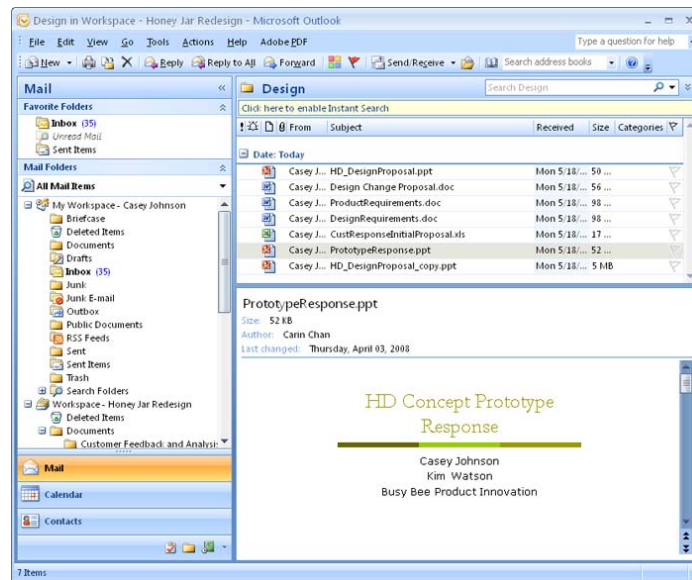 Design in Workspace - Honey Jar Redesign - Microsoft Outlook
File Edit View Go Tools Actions Help Adobe PDF
Type a question for help
New Reply Reply to All Forward Send/Receive Search address books
Mail
Favorite Folders
Inbox (35)
Unread Mail
Sent Items
Mail Folders
All Mail Items
My Workspace - Casey Johnson
Briefcase
Deleted Items
Documents
Drafts
Inbox (35)
Junk
Junk E-mail
Outbox
Public Documents
RSS Feeds
Sent
Sent Items
Trash
Search Folders
Workspace - Honey Jar Redesign
Deleted Items
Documents
Customer Feedback and Analysi
Mail
Calendar
Contacts
Design
Search Design
Click here to enable Instant Search
From Subject Received Size Categories
Date: Today
Casey J... HD_DesignProposal.ppt Mon 5/18/... 50 ...
Casey J... Design Change Proposal.doc Mon 5/18/... 56 ...
Casey J... ProductRequirements.doc Mon 5/18/... 98 ...
Casey J... DesignRequirements.doc Mon 5/18/... 98 ...
Casey J... CustResponseInitialProposal.xls Mon 5/18/... 17 ...
Casey J... PrototypeResponse.ppt Mon 5/18/... 52 ...
Casey J... HD_DesignProposal_copy.ppt Mon 5/18/... 5 MB
PrototypeResponse.ppt
Size: 52 KB
Author: Carin Chan
Last changed: Thursday, April 03, 2008
HD Concept Prototype
Response
Casey Johnson
Kim Watson
Busy Bee Product Innovation
7 Items